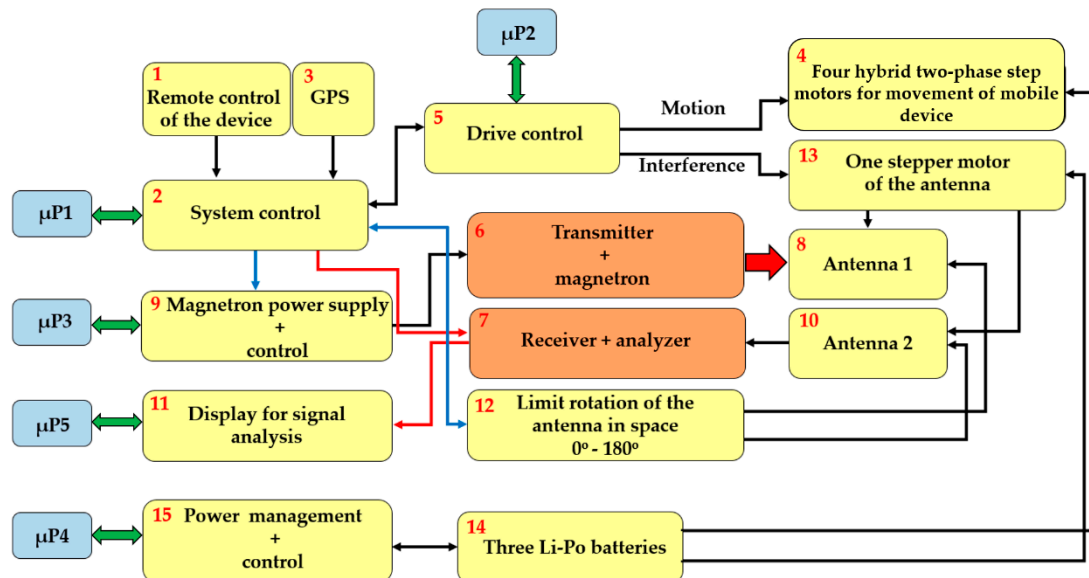 μP2
1
Remote control
of the device
3
GPS
5
Drive control
Motion
Interference
4
Four hybrid two-phase step
motors for movement of mobile
device
13
One stepper motor
of the antenna
μP1
2
System control
6
Transmitter
+
magnetron
8
Antenna 1
μP3
9
Magnetron power supply
+
control
7
Receiver + analyzer
10
Antenna 2
μP5
11
Display for signal
analysis
12
Limit rotation of the
antenna in space
0º - 180º
μP4
15
Power management
+
control
14
Three Li-Po batteries